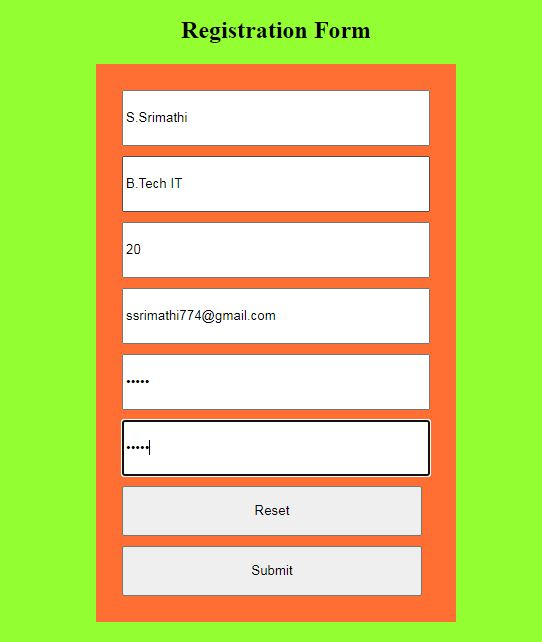 Registration Form
S.Srimathi
B.Tech IT
20
ssrimathi774@gmail.com
•••••
•••••
Reset
Submit